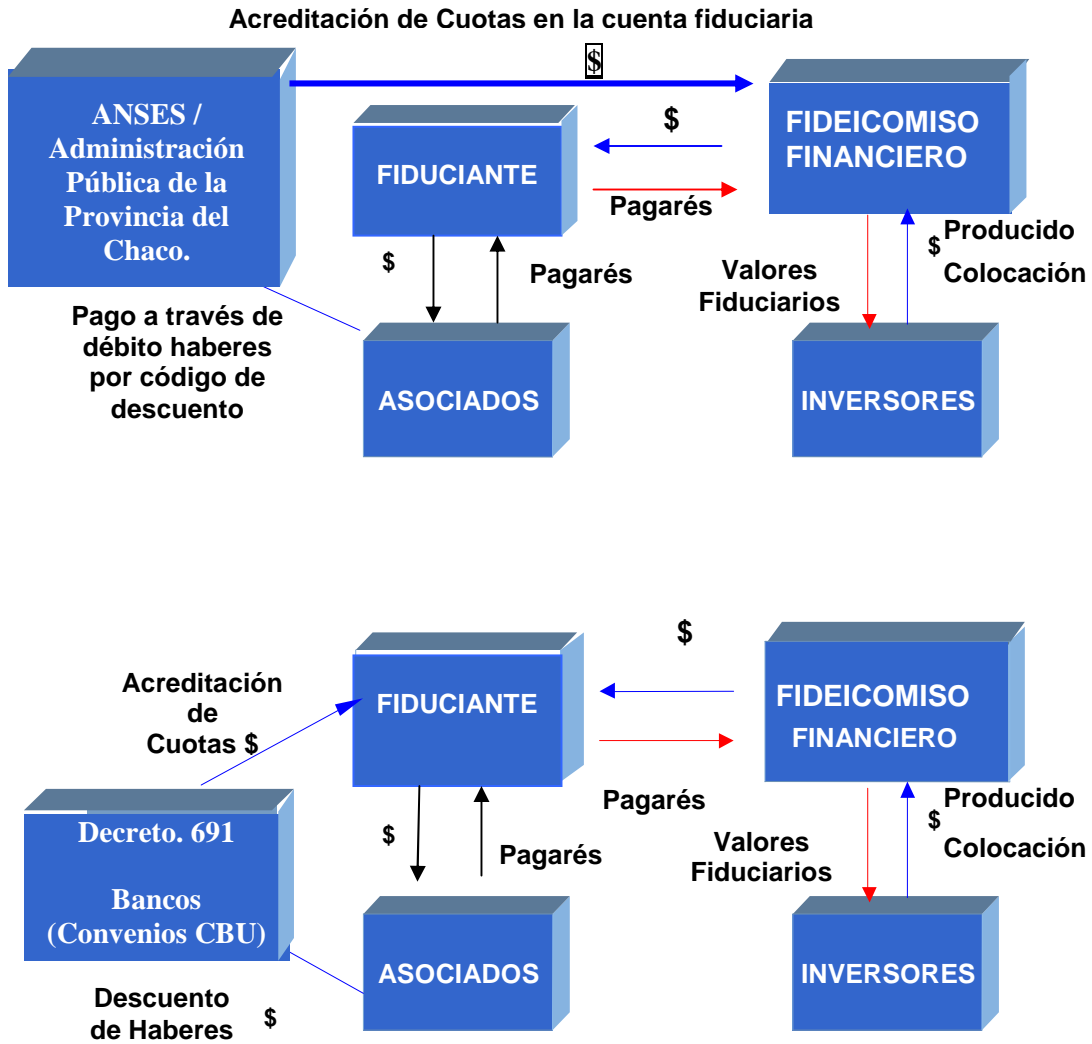 Acreditación de Cuotas en la cuenta fiduciaria
$
ANSES /
Administración
Pública de la
Provincia del
Chaco.
FIDUCIANTE
$
Pagarés
FIDEICOMISO
FINANCIERO
$
Pagarés
Valores
Fiduciarios
$
Producido
Colocación
Pago a través de
débito haberes
por código de
descuento
ASOCIADOS
INVERSORES
Acreditación
de
Cuotas $
FIDUCIANTE
$
FIDEICOMISO
FINANCIERO
Pagarés
Decreto. 691
Bancos
(Convenios CBU)
$
Pagarés
Valores
Fiduciarios
$
Producido
Colocación
ASOCIADOS
INVERSORES
Descuento
de Haberes
$